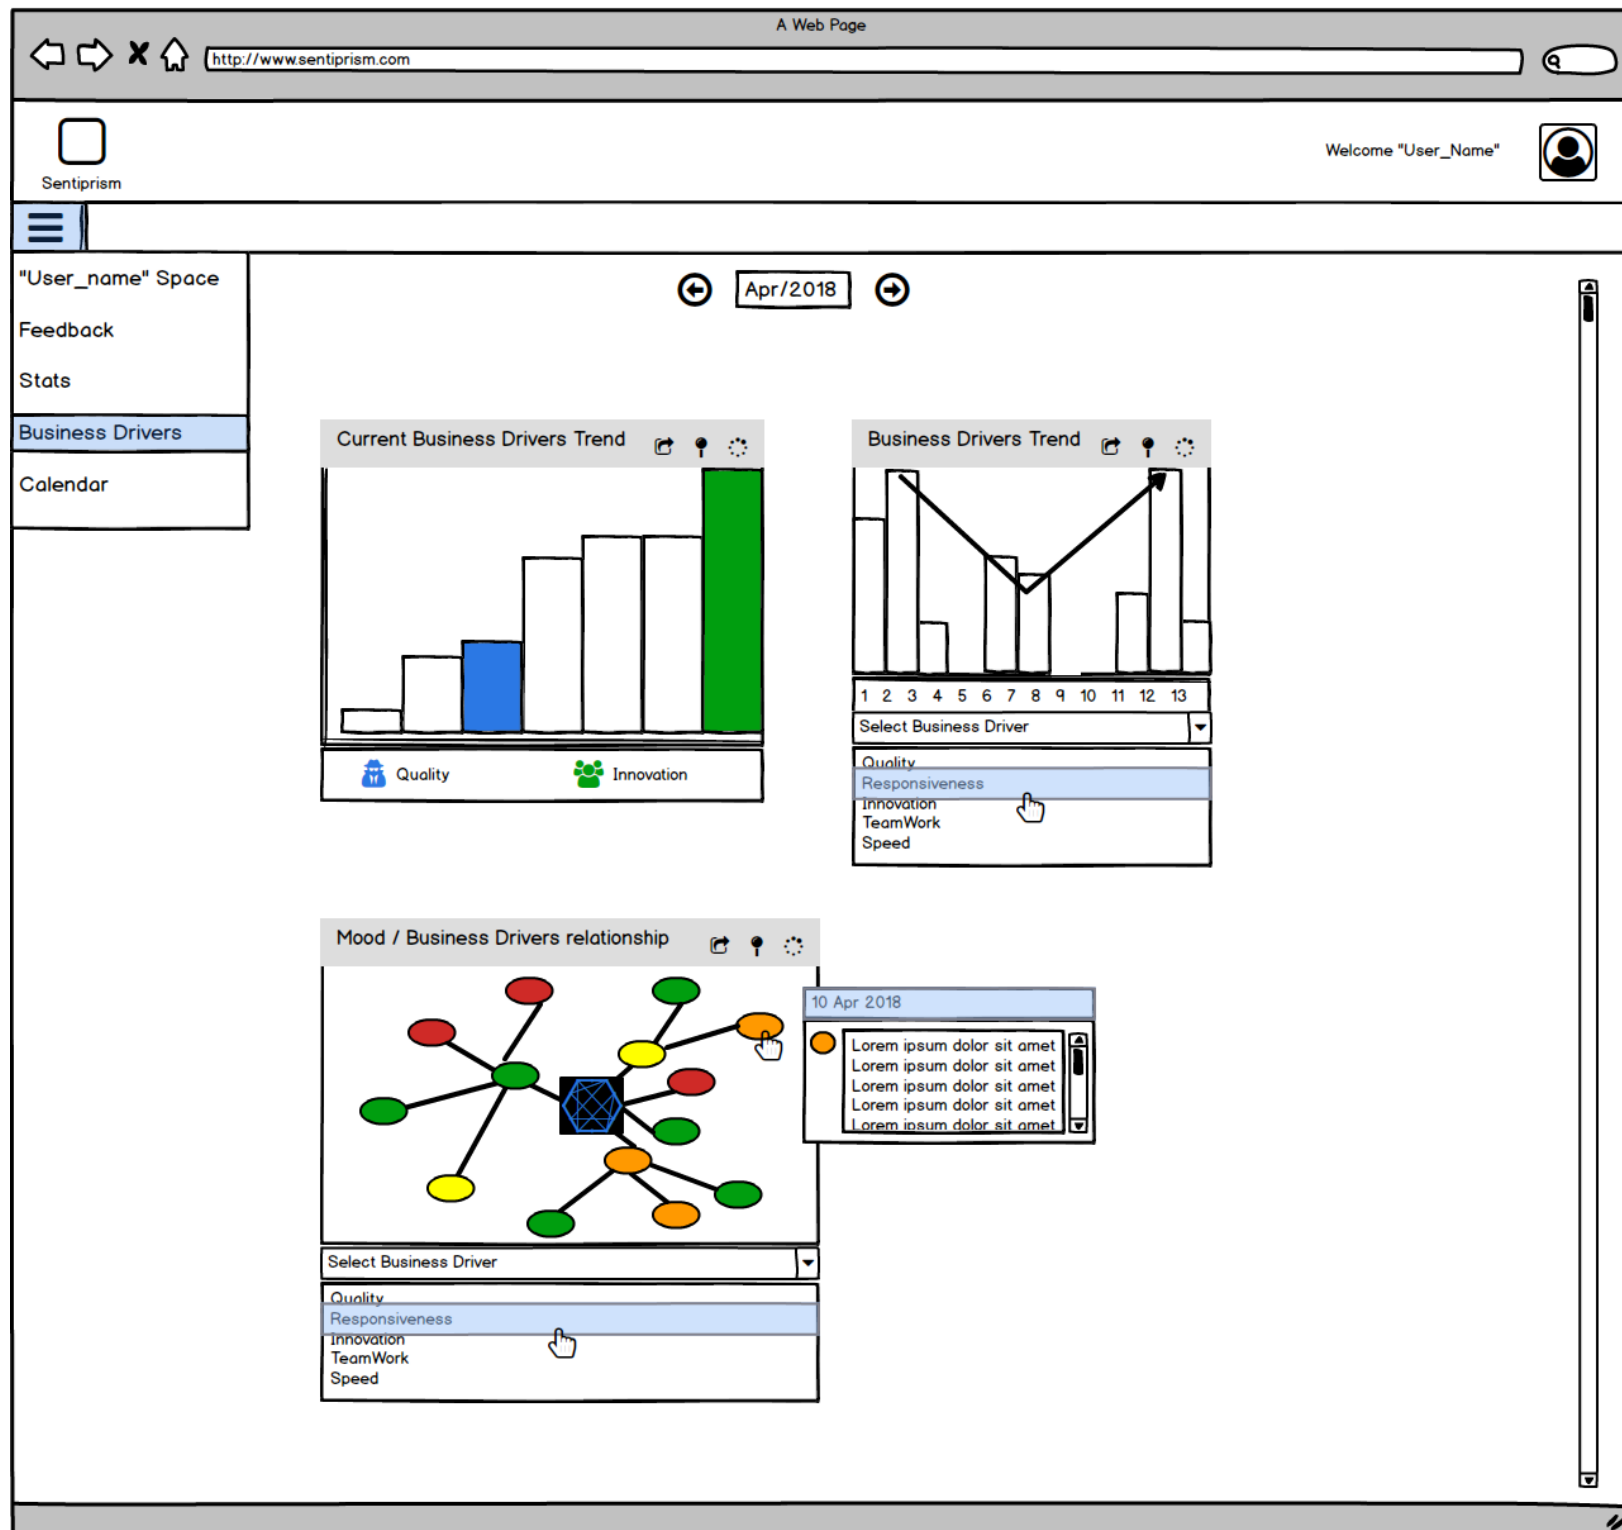 A Web Page
http://www.sentiprism.com
Sentiprism
Welcome "User_Name"
"User_name" Space
Feedback
Stats
Business Drivers
Calendar
Apr/2018
Current Business Drivers Trend
Quality
Innovation
Business Drivers Trend
1 2 3 4 5 6 7 8 9 10 11 12 13
Select Business Driver
Quality
Responsiveness
Innovation
TeamWork
Speed
Mood / Business Drivers relationship
10 Apr 2018
Lorem ipsum dolor sit amet
Lorem ipsum dolor sit amet
Lorem ipsum dolor sit amet
Lorem ipsum dolor sit amet
Lorem ipsum dolor sit amet
Select Business Driver
Quality
Responsiveness
Innovation
TeamWork
Speed